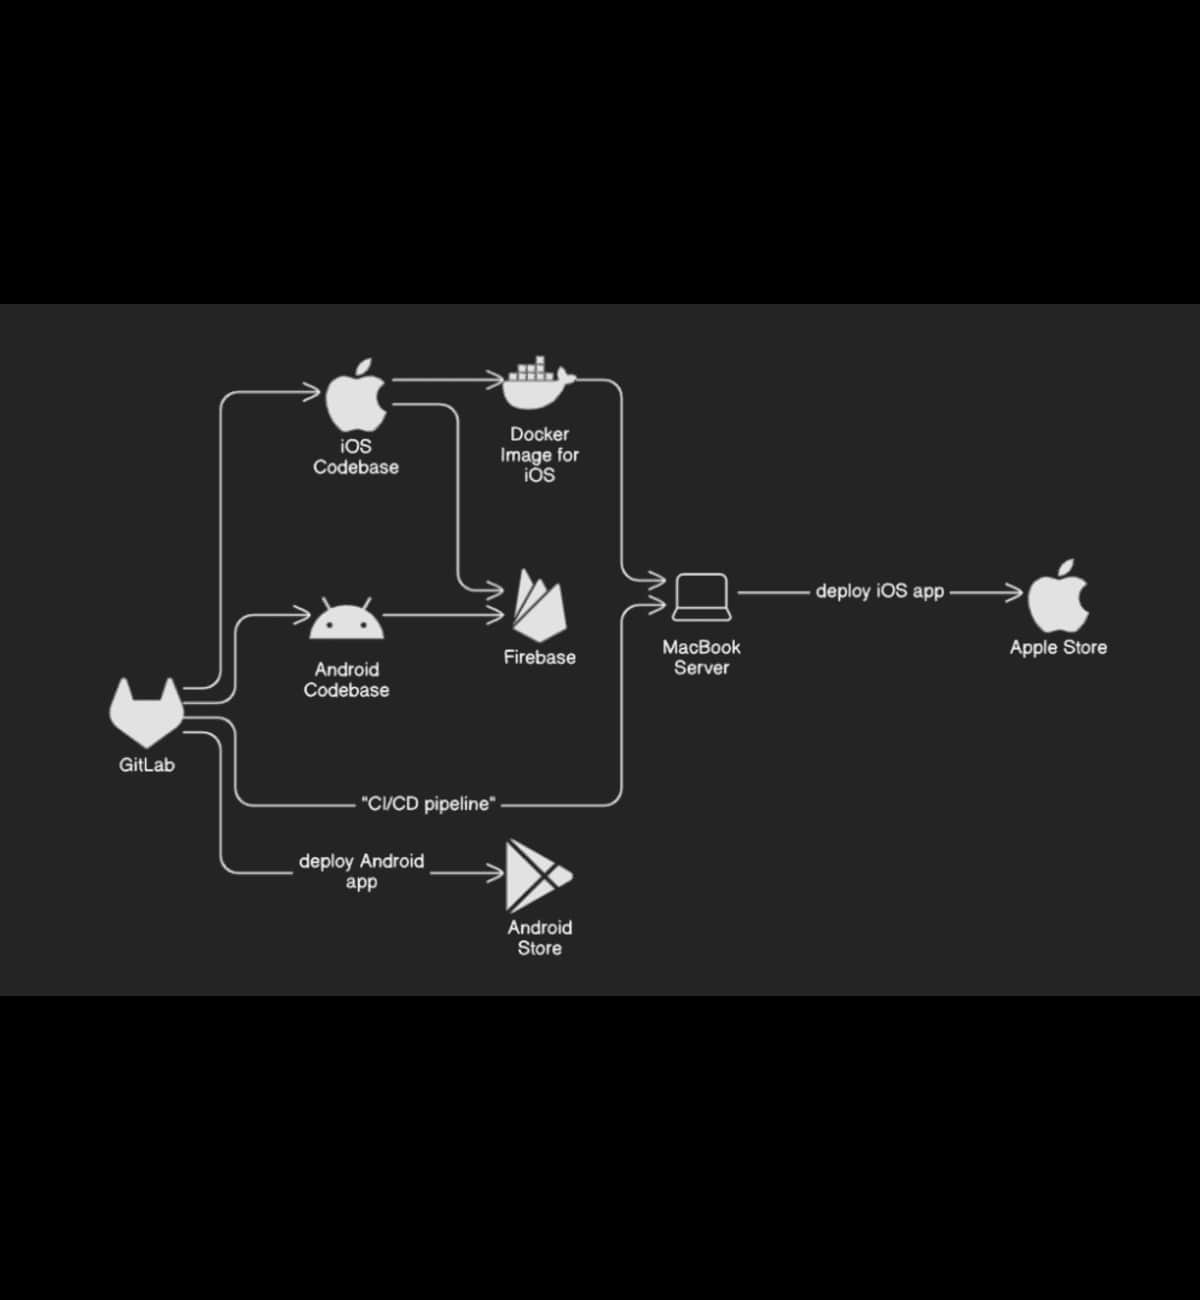 iOS
Codebase
Docker
Image for
iOS
Android
Codebase
Firebase
MacBook
Server
deploy iOS app
Apple Store
GitLab
"CI/CD pipeline"
deploy Android
app
Android
Store